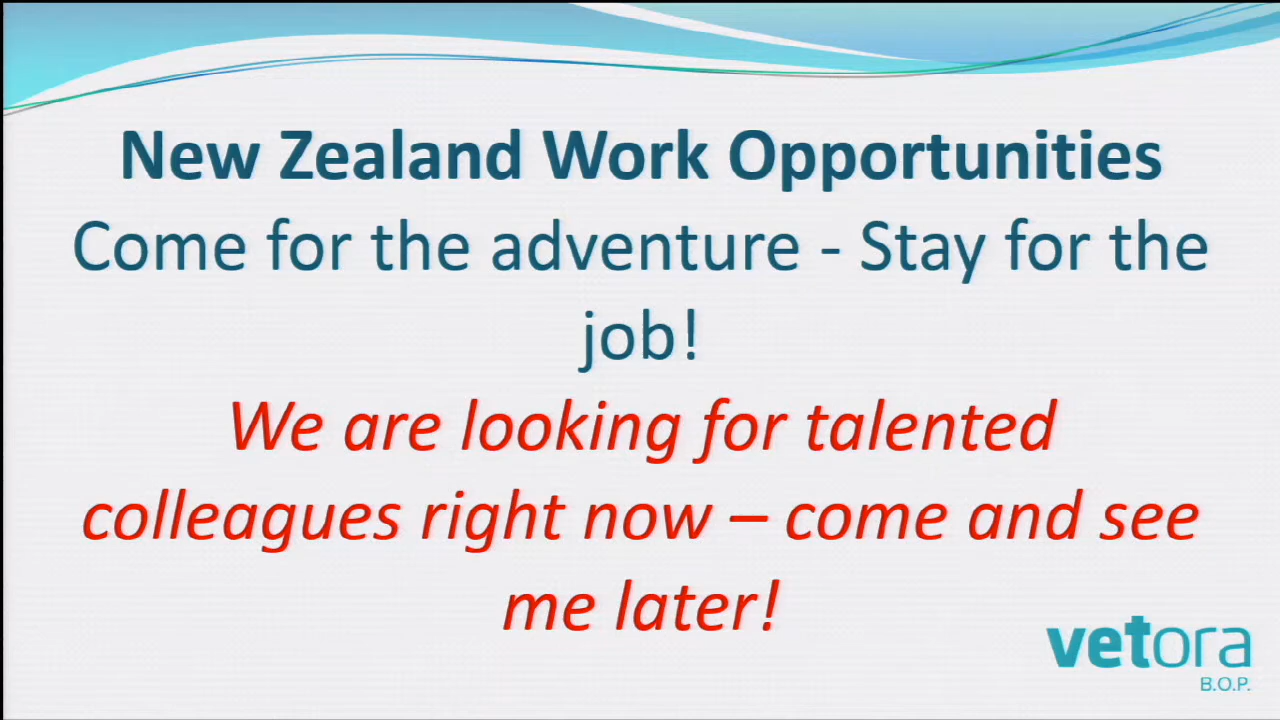 New Zealand Work Opportunities
Come for the adventure - Stay for the
job!
We are looking for talented
colleagues right now – come and see
me later!
vetora
B.O.P.